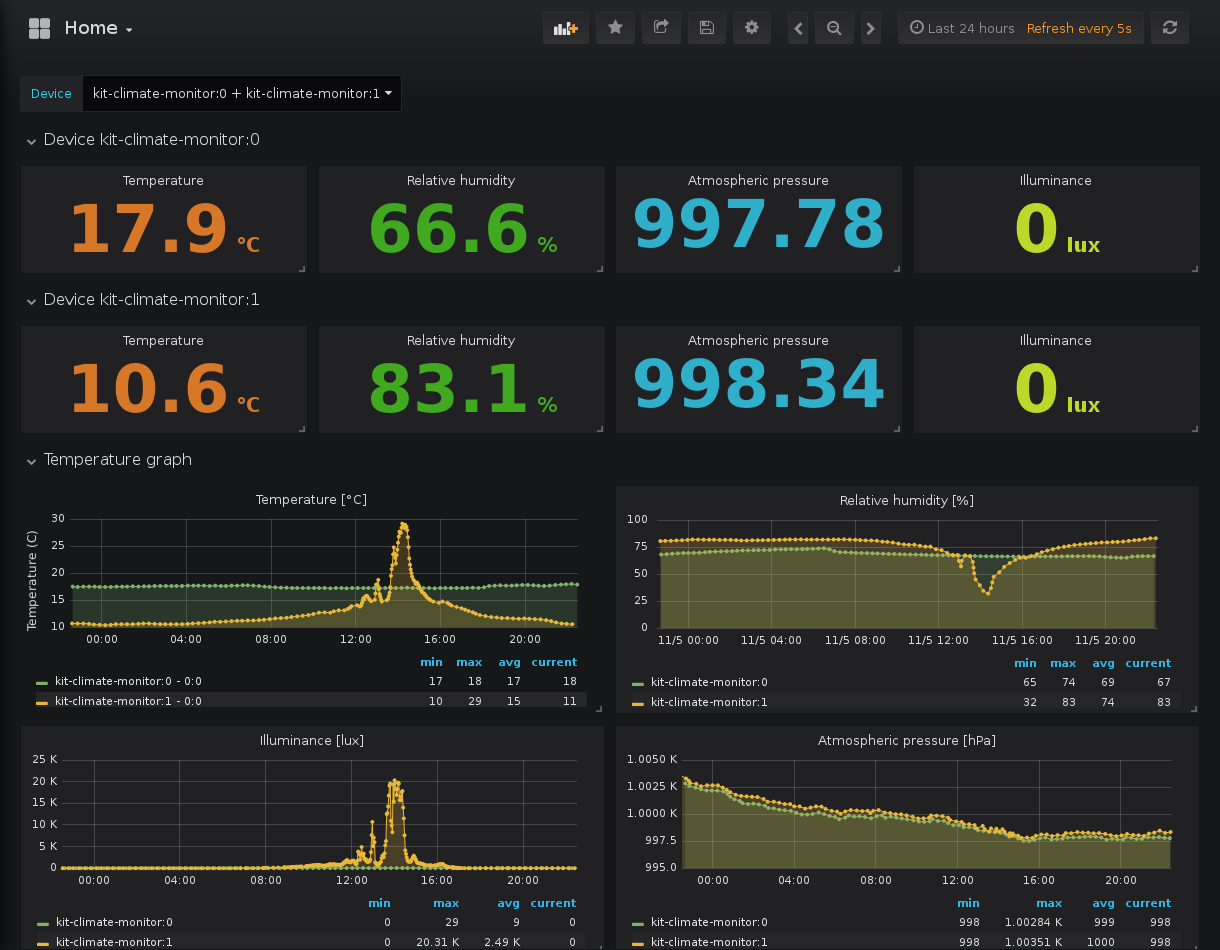 Home
Last 24 hours Refresh every 5s
Device kit-climate-monitor:0 + kit-climate-monitor:1
Device kit-climate-monitor:0
Temperature Relative humidity Atmospheric pressure Illuminance
17.9 °C 66.6 % 997.78 0 lux
Device kit-climate-monitor:1
Temperature Relative humidity Atmospheric pressure Illuminance
10.6 °C 83.1 % 998.34 0 lux
Temperature graph
Temperature [°C]
Temperature (C)
30
25
20
15
10
00:00 04:00 08:00 12:00 16:00 20:00
min max avg current
kit-climate-monitor:0 - 0:0 17 18 17 18
kit-climate-monitor:1 - 0:0 10 29 15 11
Relative humidity [%]
100
75
50
25
0
11/5 00:00 11/5 04:00 11/5 08:00 11/5 12:00 11/5 16:00 11/5 20:00
min max avg current
kit-climate-monitor:0 65 74 69 67
kit-climate-monitor:1 32 83 74 83
Illuminance [lux]
25 K
20 K
15 K
10 K
5 K
0
00:00 04:00 08:00 12:00 16:00 20:00
min max avg current
kit-climate-monitor:0 0 29 9 0
kit-climate-monitor:1 0 20.31 K 2.49 K 0
Atmospheric pressure [hPa]
1.0050 K
1.0025 K
1.0000 K
997.5
995.0
00:00 04:00 08:00 12:00 16:00 20:00
min max avg current
kit-climate-monitor:0 998 1.00284 K 999 998
kit-climate-monitor:1 998 1.00351 K 1000 998